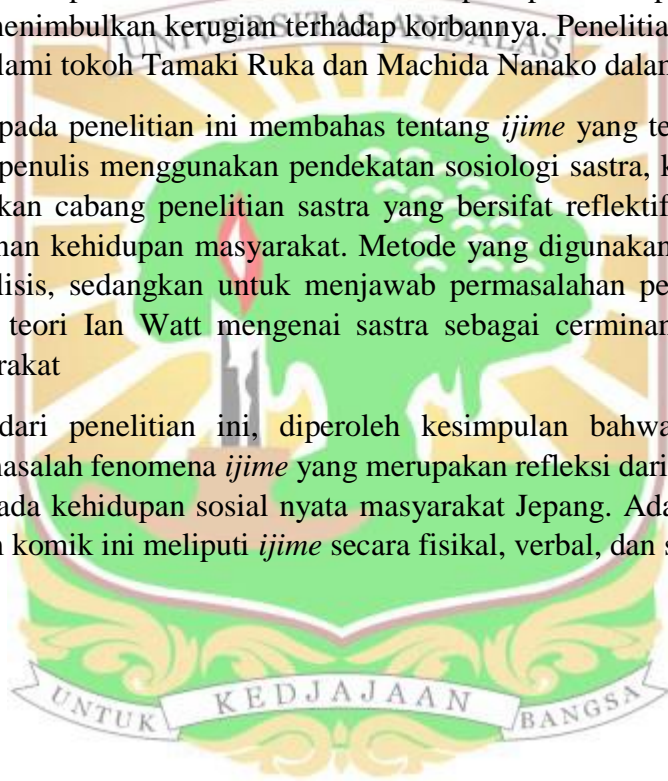 menimbulkan kerugian terhadap korbannya. Penelitia
UNIVERSITAS ANDALAS
lami tokoh Tamaki Ruka dan Machida Nanako dalam
pada penelitian ini membahas tentang ijime yang te
penulis menggunakan pendekatan sosiologi sastra, k
kan cabang penelitian sastra yang bersifat reflektif
nan kehidupan masyarakat. Metode yang digunakan
lisis, sedangkan untuk menjawab permasalahan pe
teori Ian Watt mengenai sastra sebagai cerminan
rakat
dari penelitian ini, diperoleh kesimpulan bahwa
masalah fenomena ijime yang merupakan refleksi dari
ada kehidupan sosial nyata masyarakat Jepang. Ada
n komik ini meliputi ijime secara fisikal, verbal, dan s
UNTUK KEDJAJAAN BANGSA